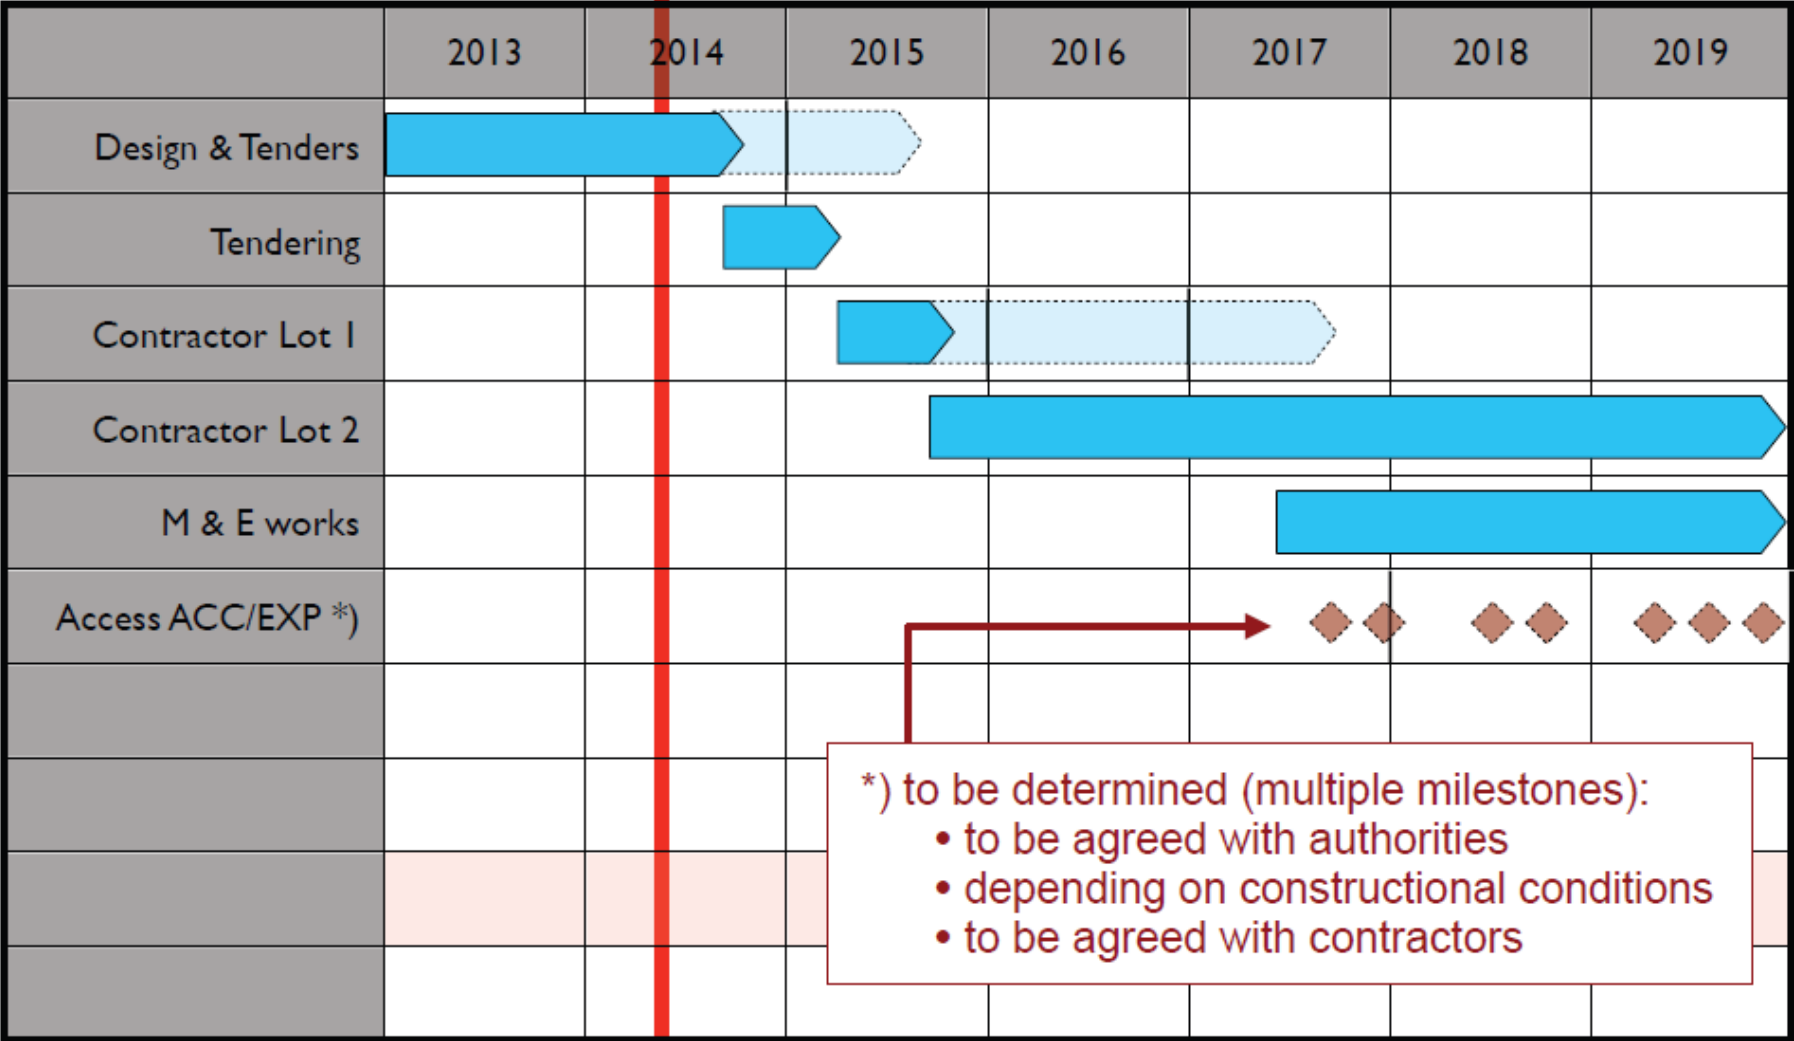 2013 2014 2015 2016 2017 2018 2019
Design & Tenders
Tendering
Contractor Lot 1
Contractor Lot 2
M & E works
Access ACC/EXP *)
*) to be determined (multiple milestones):
• to be agreed with authorities
• depending on constructional conditions
• to be agreed with contractors